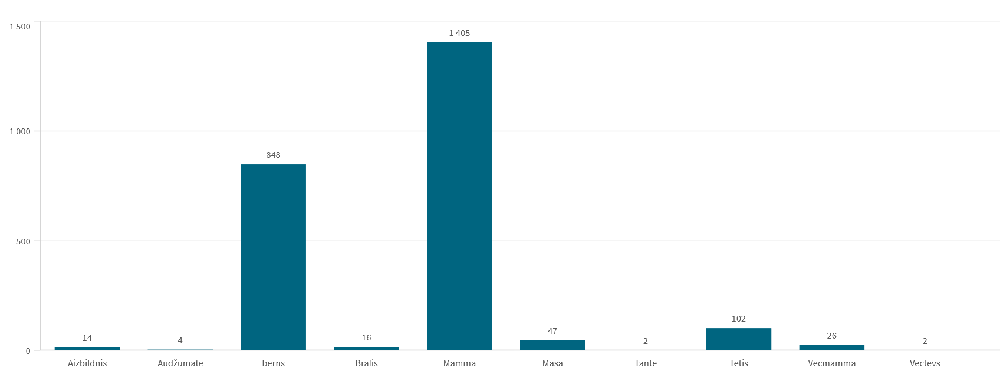 1 500
1 000
500
0
14
4
848
16
1 405
47
2
102
26
2
Aizbildnis
Audžumāte
bērns
Brālis
Mamma
Māsa
Tante
Tētis
Vecmamma
Vectēvs